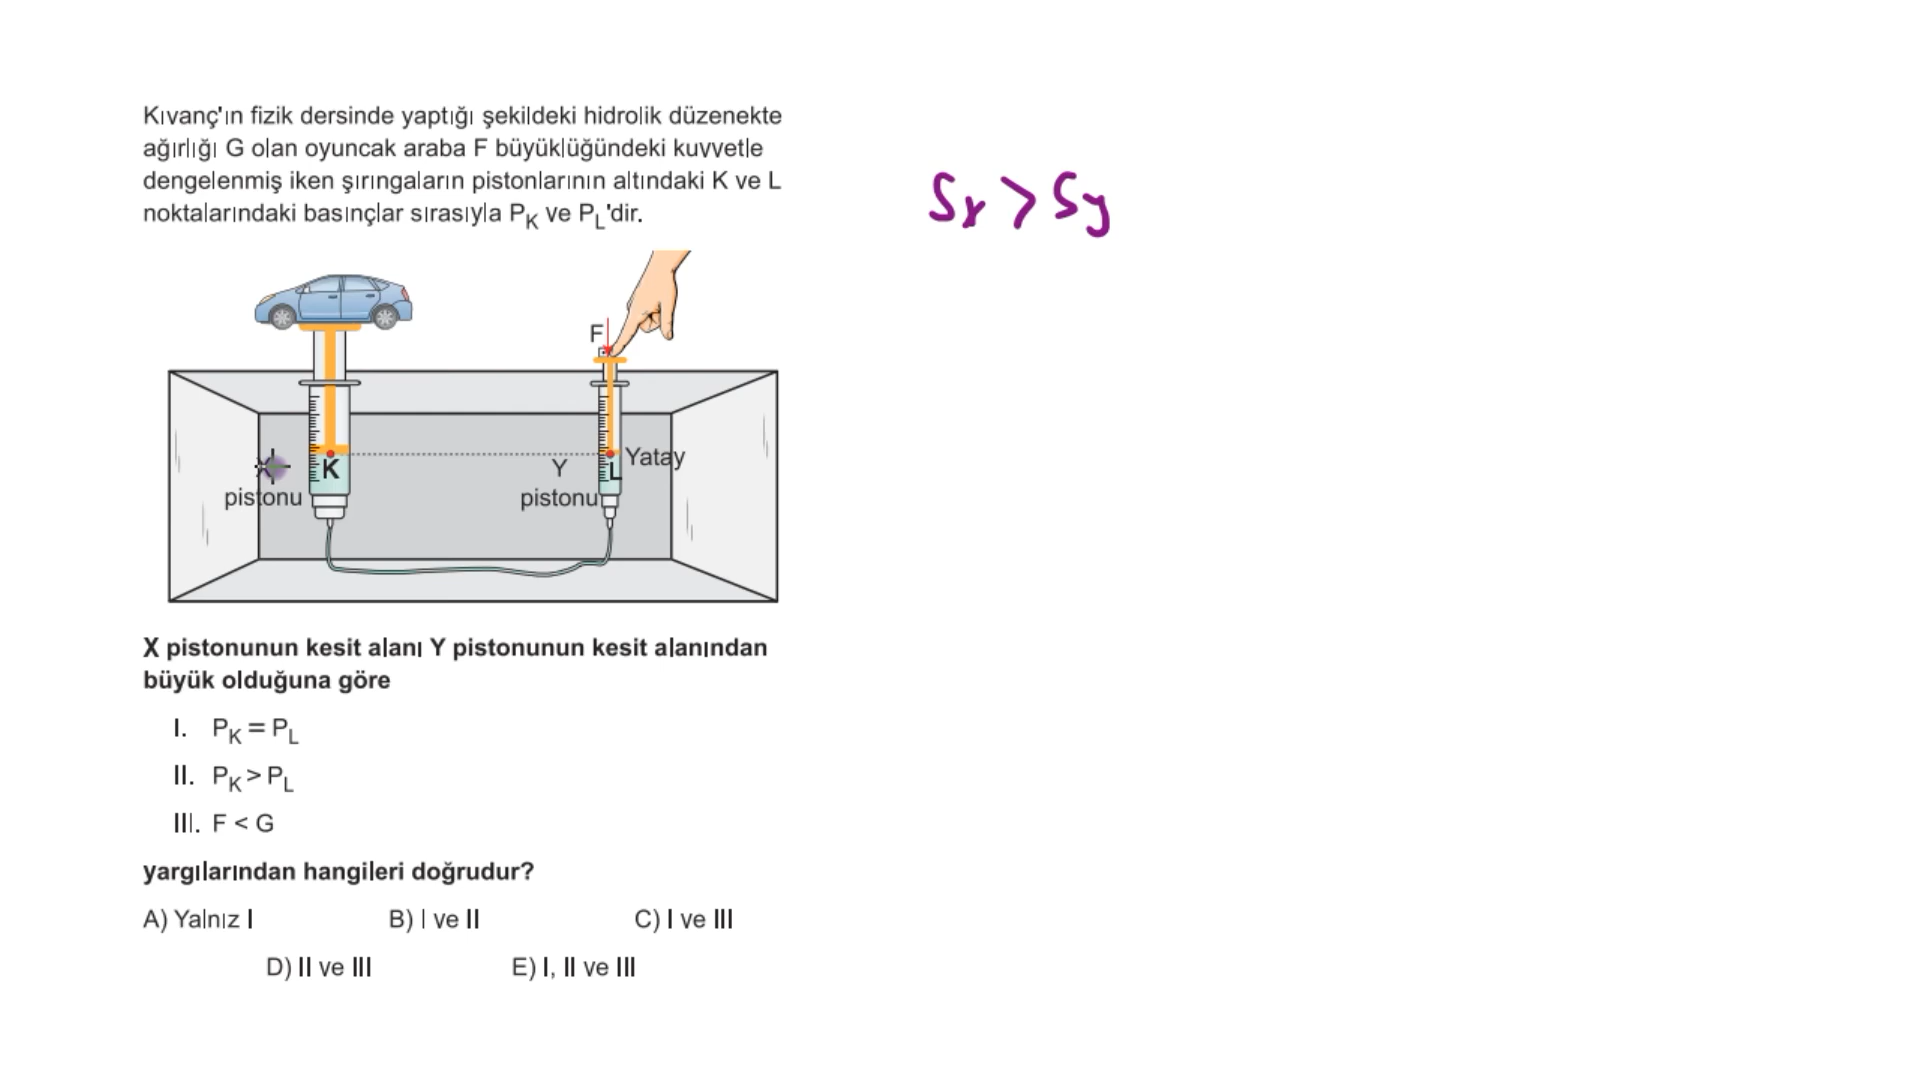 Kıvanç'ın fizik dersinde yaptığı şekildeki hidrolik düzenekte
ağırlığı G olan oyuncak araba F büyüklüğündeki kuvvetle
dengelenmiş iken şırıngaların pistonlarının altındaki K ve L
noktalarındaki basınçlar sırasıyla PK ve PL'dir.
Sx > Sy
F
K
L
Yatay
X
pistonu
Y
pistonu
X pistonunun kesit alanı Y pistonunun kesit alanından
büyük olduğuna göre
I. PK = PL
II. PK > PL
III. F < G
yargılarından hangileri doğrudur?
A) Yalnız I B) I ve II C) I ve III
D) II ve III E) I, II ve III